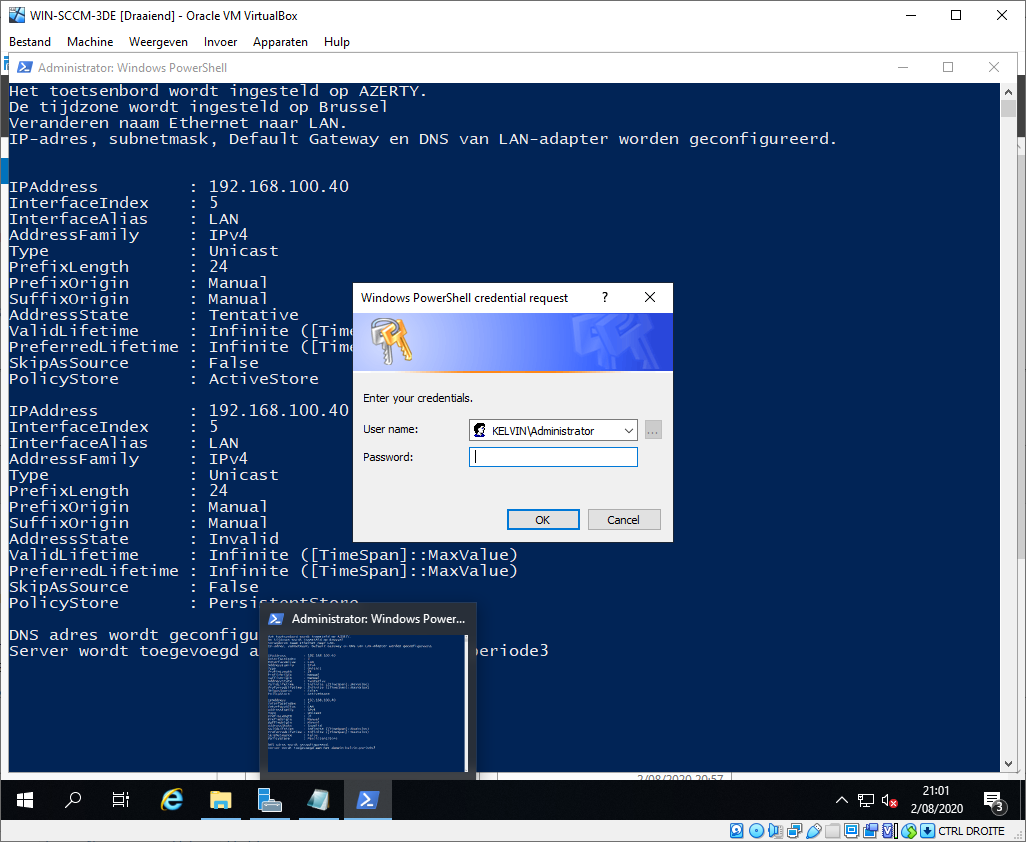 WIN-SCCM-3DE [Draaiend] - Oracle VM VirtualBox
Bestand Machine Weergeven Invoer Apparaten Hulp
Administrator: Windows PowerShell
Het toetsenbord wordt ingesteld op AZERTY.
De tijdzone wordt ingesteld op Brussel
Veranderen naam Ethernet naar LAN.
IP-adres, subnetmask, Default Gateway en DNS van LAN-adapter worden geconfigureerd.
IPAddress : 192.168.100.40
InterfaceIndex : 5
InterfaceAlias : LAN
AddressFamily : IPv4
Type : Unicast
PrefixLength : 24
PrefixOrigin : Manual
SuffixOrigin : Manual
AddressState : Tentative
ValidLifetime : Infinite ([Time
PreferredLifetime : Infinite ([Time
SkipAsSource : False
PolicyStore : ActiveStore
IPAddress : 192.168.100.40
InterfaceIndex : 5
InterfaceAlias : LAN
AddressFamily : IPv4
Type : Unicast
PrefixLength : 24
PrefixOrigin : Manual
SuffixOrigin : Manual
AddressState : Invalid
ValidLifetime : Infinite ([TimeSpan]::MaxValue)
PreferredLifetime : Infinite ([TimeSpan]::MaxValue)
SkipAsSource : False
PolicyStore : PersistentStore
DNS adres wordt geconfigu
Server wordt toegevoegd a eriode3
Windows PowerShell credential request ?
Enter your credentials.
User name: KELVIN\Administrator
...
Password:
OK Cancel
Administrator: Windows Power...
2/08/2020 20:57
21:01
2/08/2020
3
CTRL DROITE